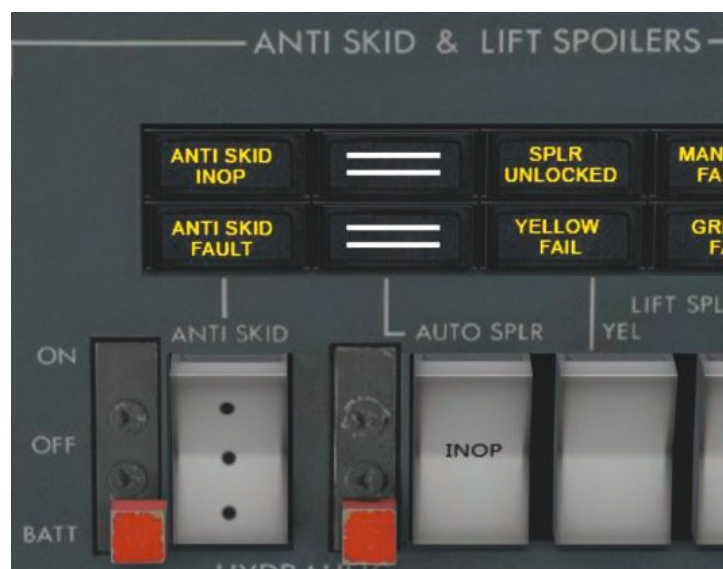 ANTI SKID & LIFT SPOILERS
ANTI SKID
INOP
SPLR
UNLOCKED
ANTI SKID
FAULT
YELLOW
FAIL
LIFT
ANTI SKID
AUTO SPLR
YEL
ON
OFF
BATT
INOP